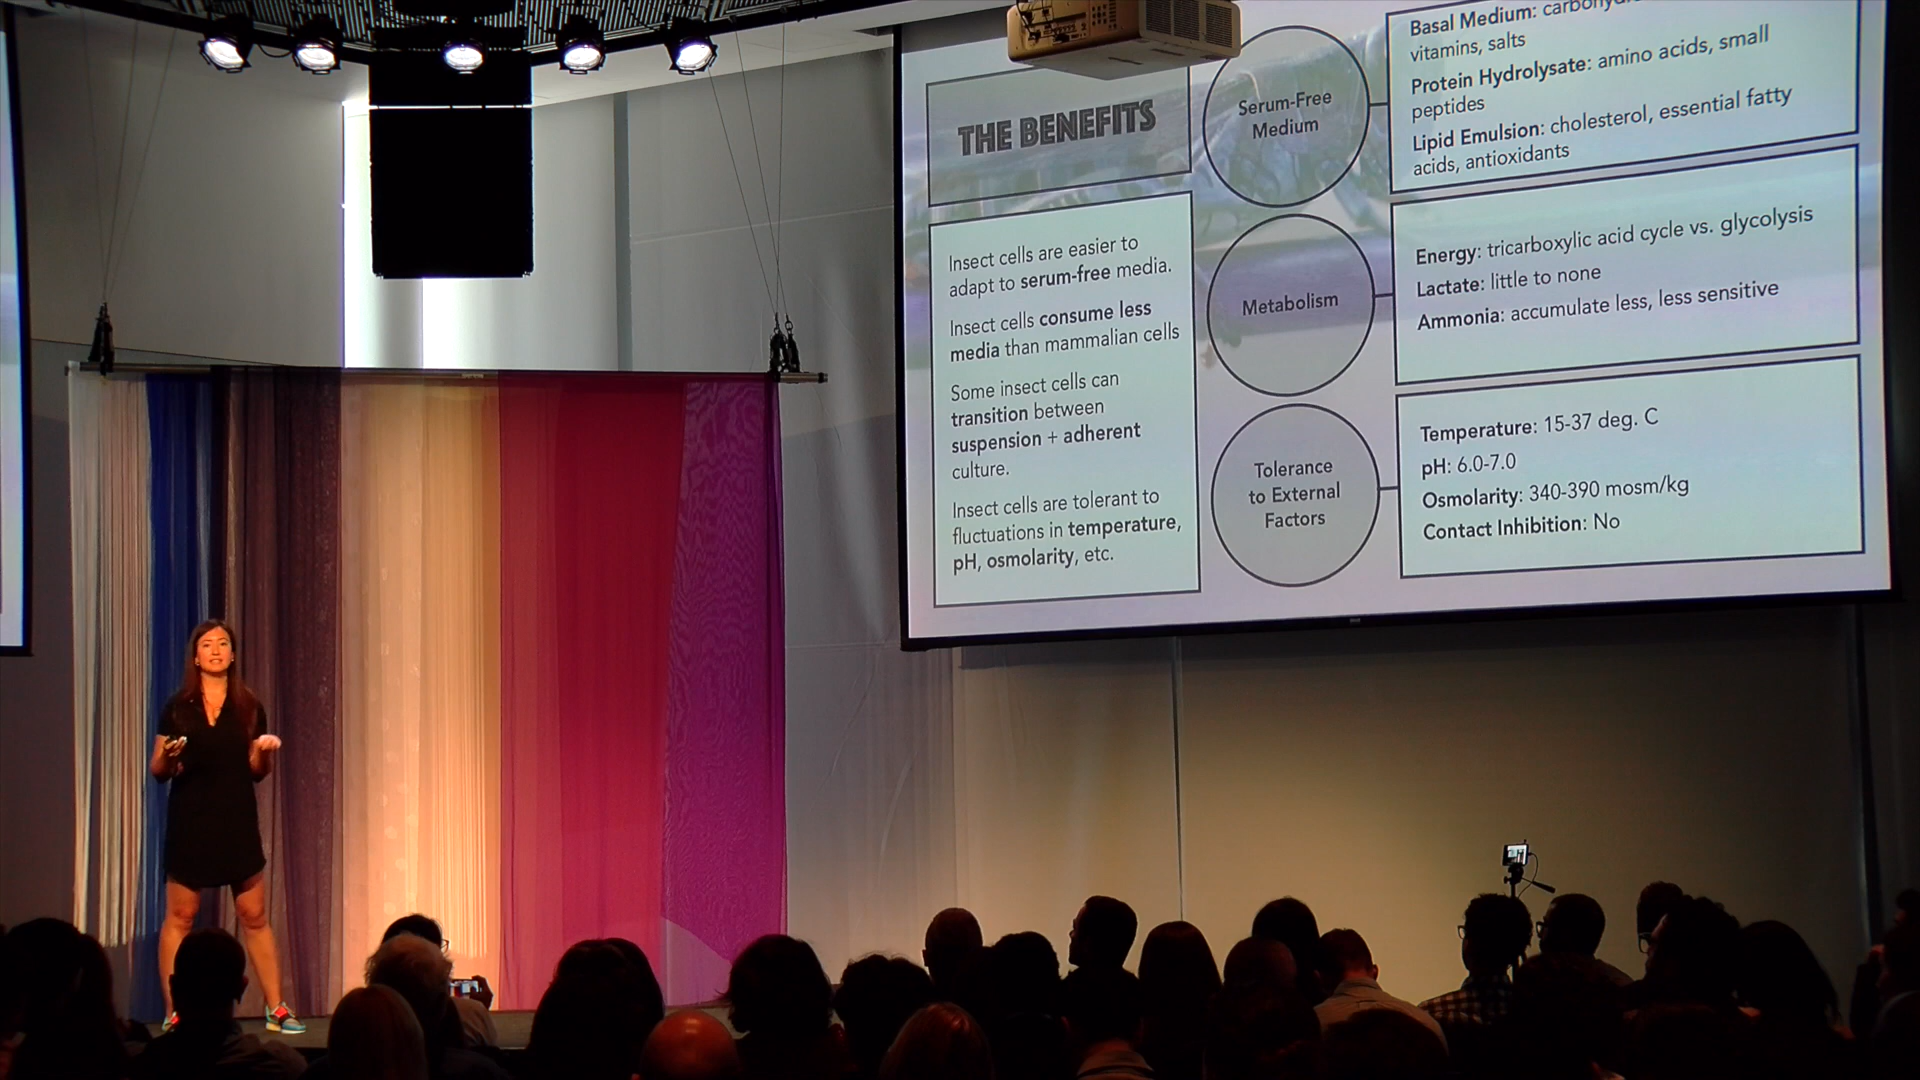 THE BENEFITS
Insect cells are easier to
adapt to serum-free media.
Insect cells consume less
media than mammalian cells
Some insect cells can
transition between
suspension + adherent
culture.
Insect cells are tolerant to
fluctuations in temperature,
pH, osmolarity, etc.
Serum-Free
Medium
Basal Medium:
vitamins, salts
Protein Hydrolysate: amino acids, small
peptides
Lipid Emulsion: cholesterol, essential fatty
acids, antioxidants
Metabolism
Energy: tricarboxylic acid cycle vs. glycolysis
Lactate: little to none
Ammonia: accumulate less, less sensitive
Tolerance
to External
Factors
Temperature: 15-37 deg. C
pH: 6.0-7.0
Osmolarity: 340-390 mosm/kg
Contact Inhibition: No